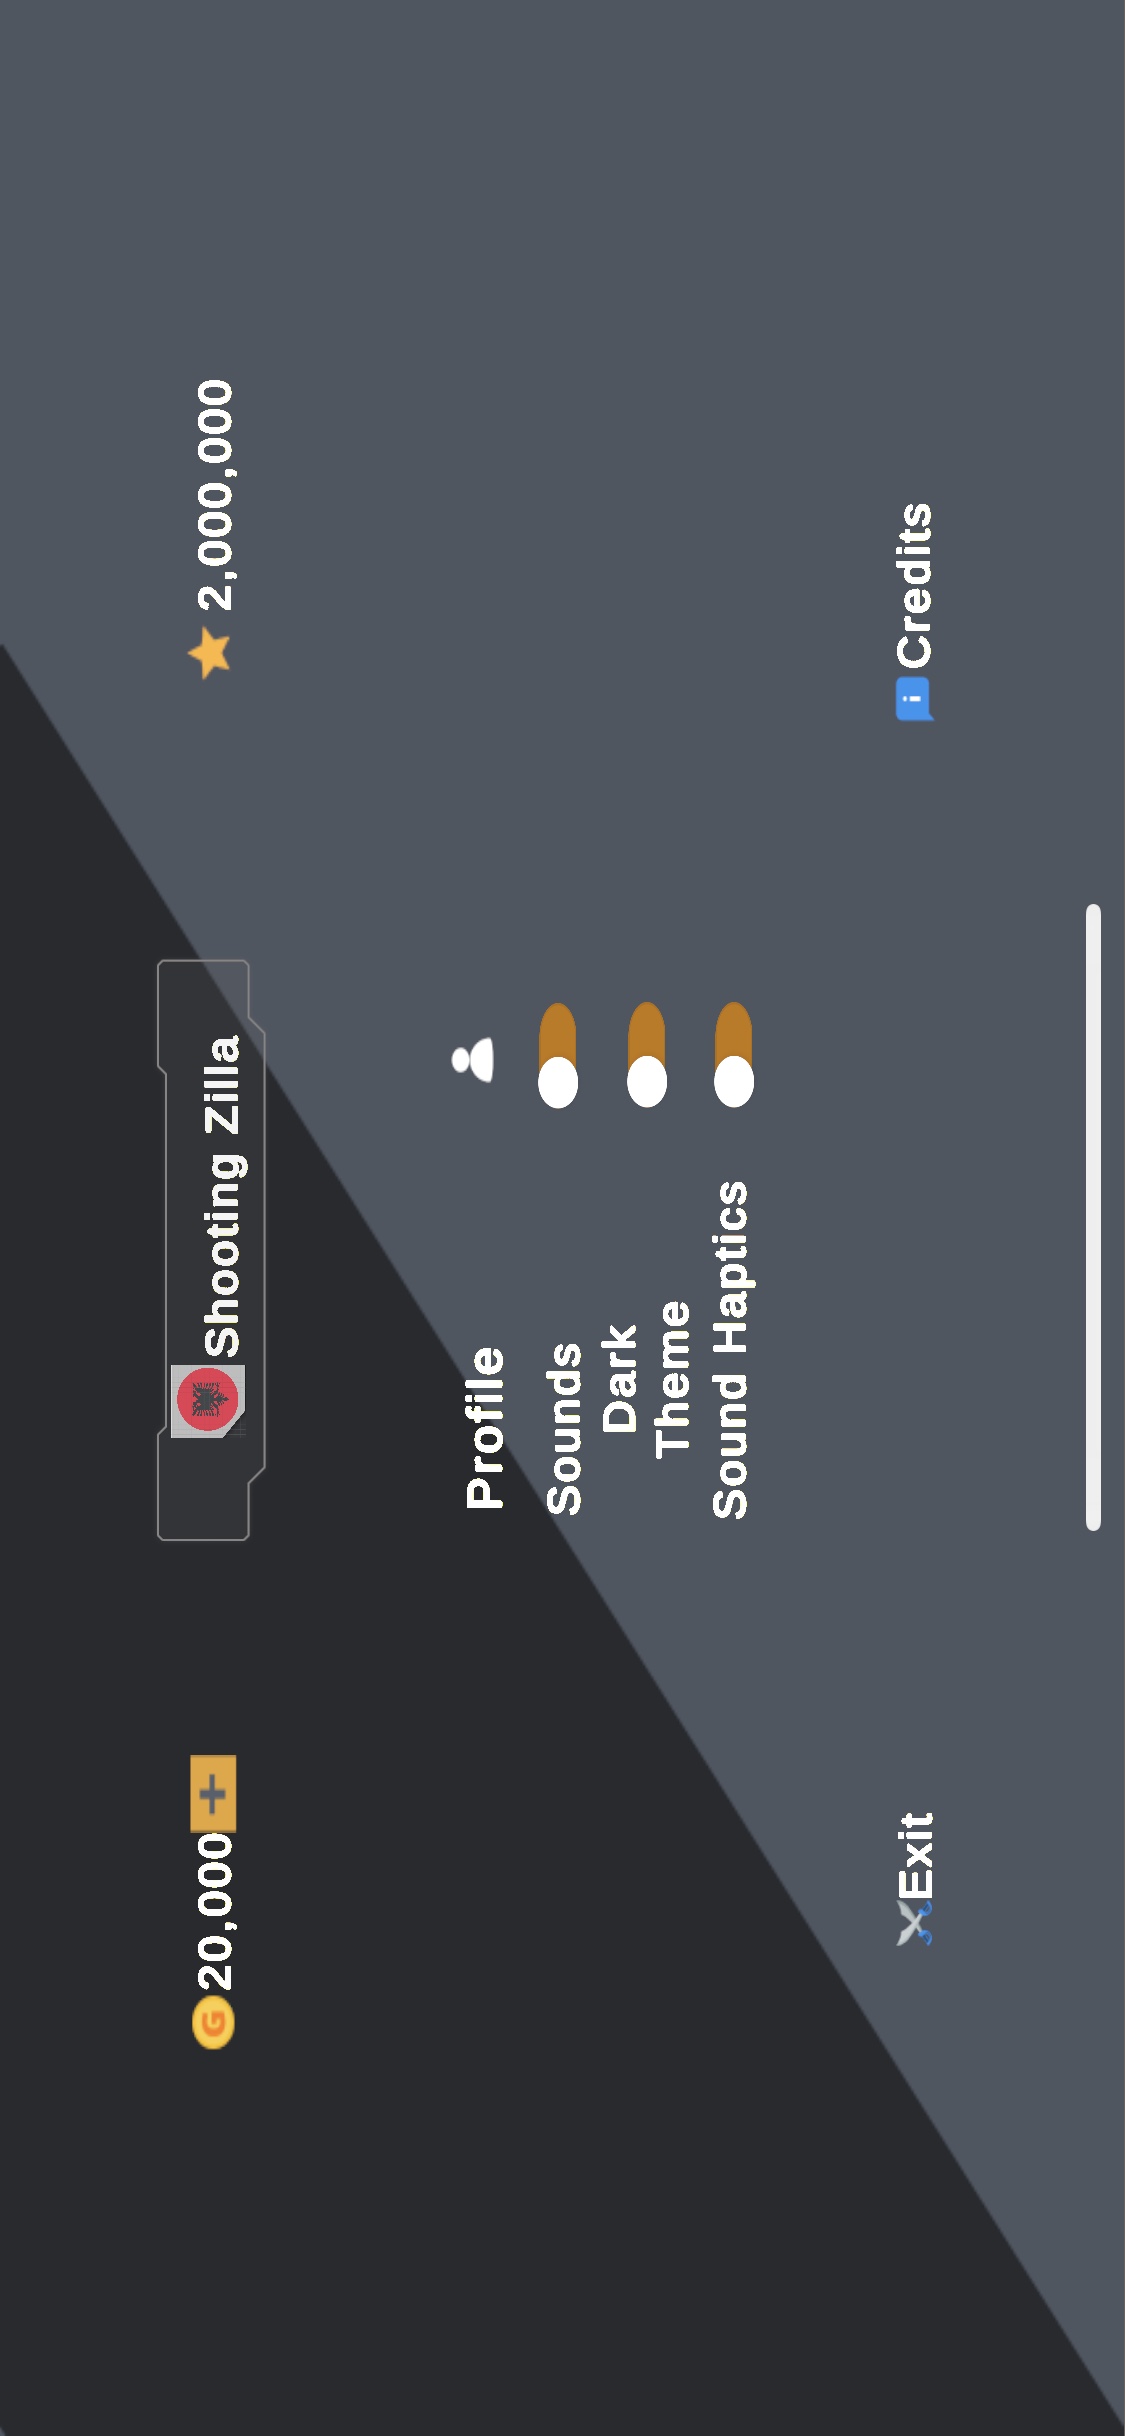 G 20,000 +
Shooting Zilla
2,000,000
Profile
Sounds
Dark
Theme
Sound Haptics
Exit
i Credits